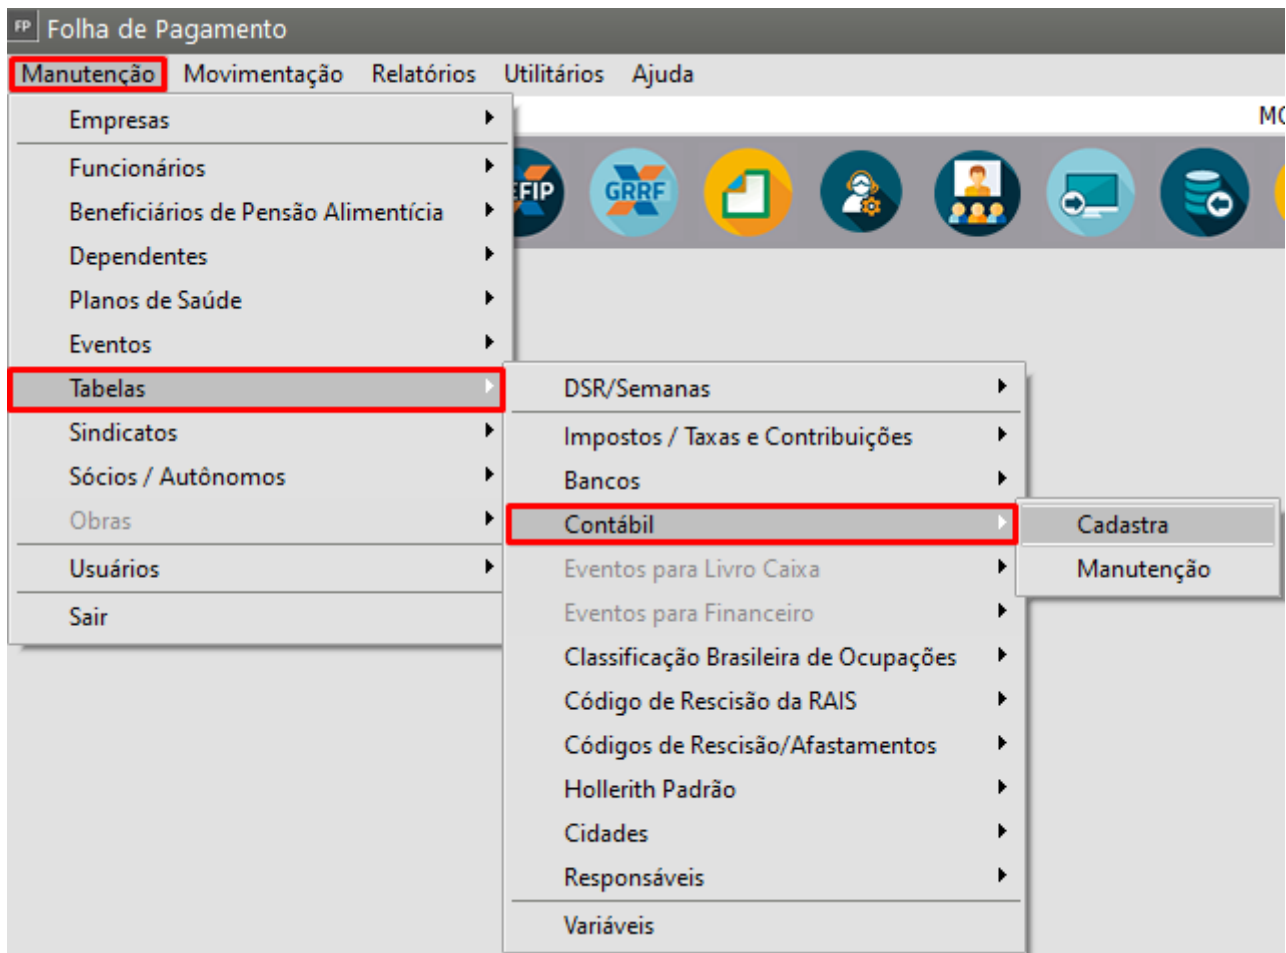 FP Folha de Pagamento
Manutenção Movimentação Relatórios Utilitários Ajuda
Empresas
Funcionários
Beneficiários de Pensão Alimentícia
Dependentes
Planos de Saúde
Eventos
Tabelas
Sindicatos
Sócios / Autônomos
Obras
Usuários
Sair
GRRF
DSR/Semanas
Impostos / Taxas e Contribuições
Bancos
Contábil
Eventos para Livro Caixa
Eventos para Financeiro
Classificação Brasileira de Ocupações
Código de Rescisão da RAIS
Códigos de Rescisão/Afastamentos
Hollerith Padrão
Cidades
Responsáveis
Variáveis
Cadastra
Manutenção